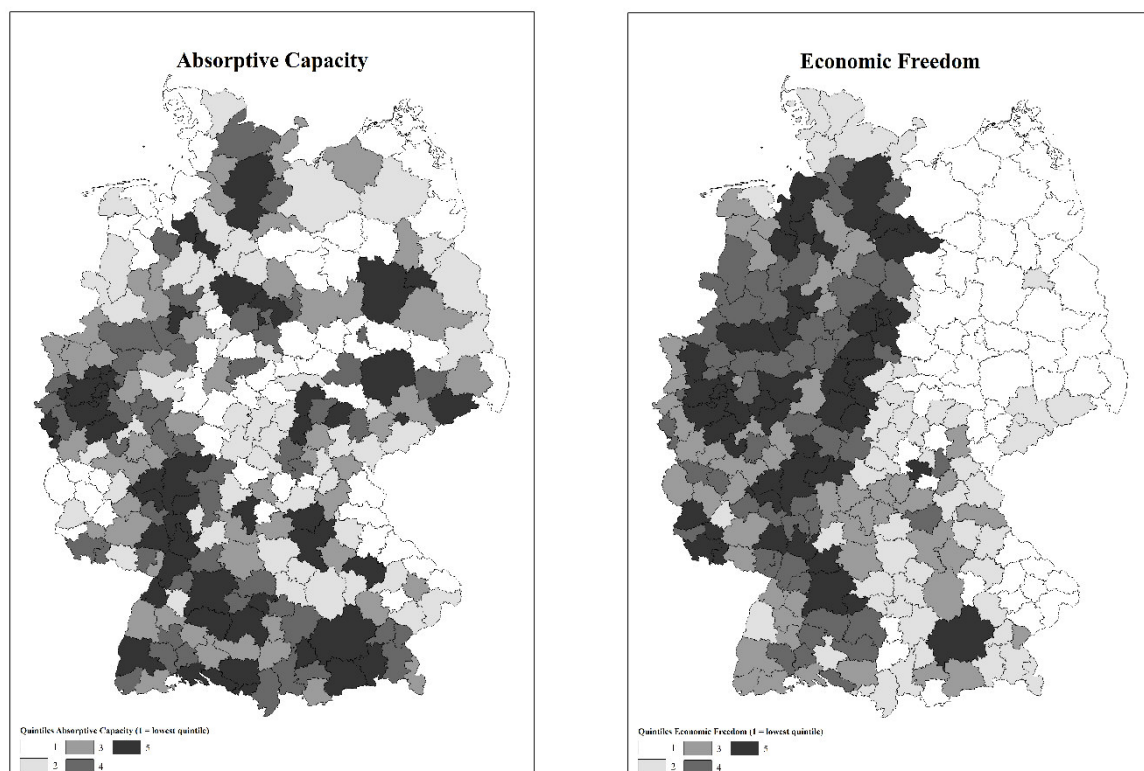 Absorptive Capacity
Quintiles Absorptive Capacity (1 = lowest quintile)
1 3 5
2 4
Economic Freedom
Quintiles Economic Freedom (1 = lowest quintile)
1 3 5
2 4